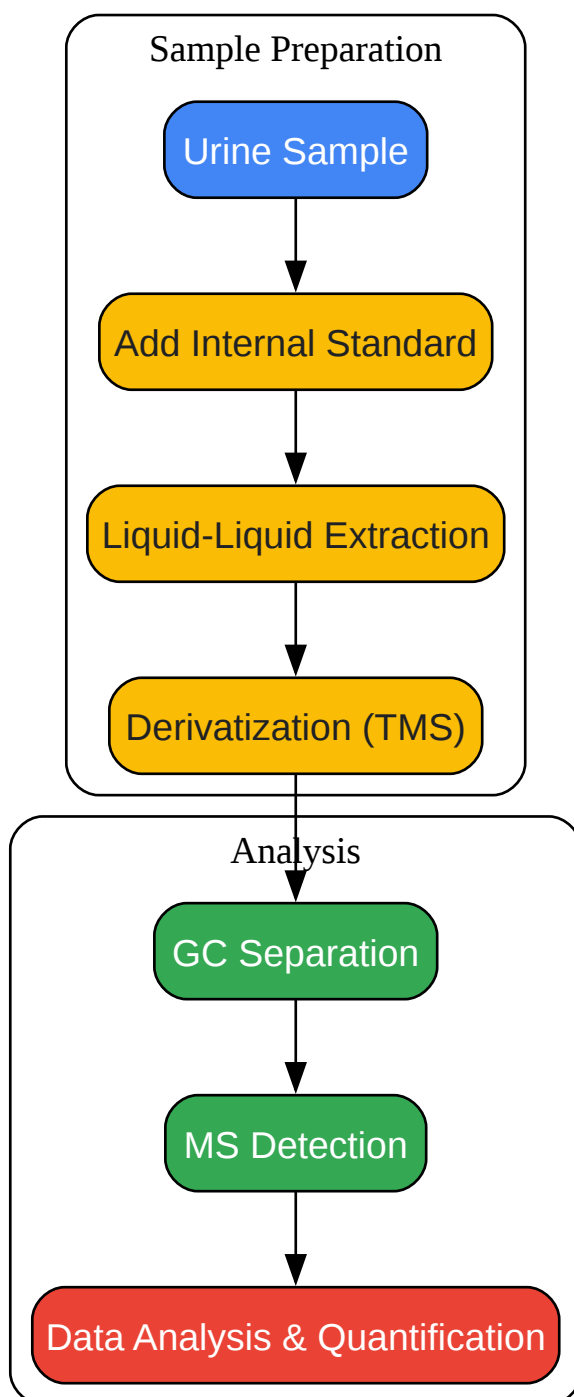 Sample Preparation
Urine Sample
Add Internal Standard
Liquid-Liquid Extraction
Derivatization (TMS)
Analysis
GC Separation
MS Detection
Data Analysis & Quantification